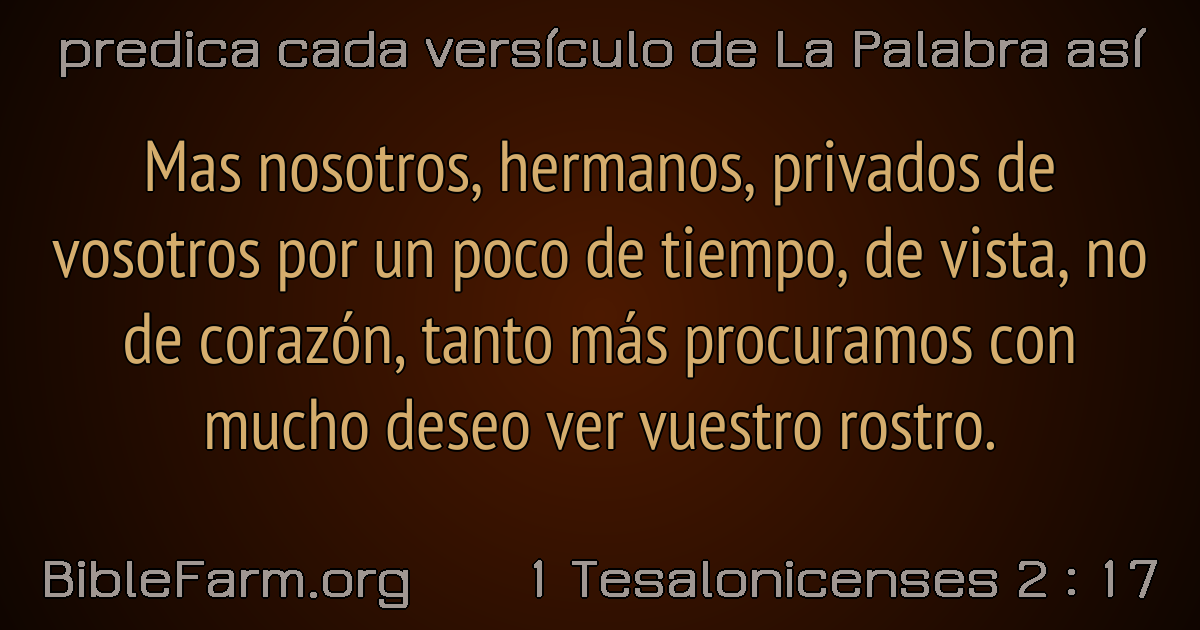 predica cada versículo de La Palabra así
Mas nosotros, hermanos, privados de
vosotros por un poco de tiempo, de vista, no
de corazón, tanto más procuramos con
mucho deseo ver vuestro rostro.
BibleFarm.org
1 Tesalonicenses 2 : 17